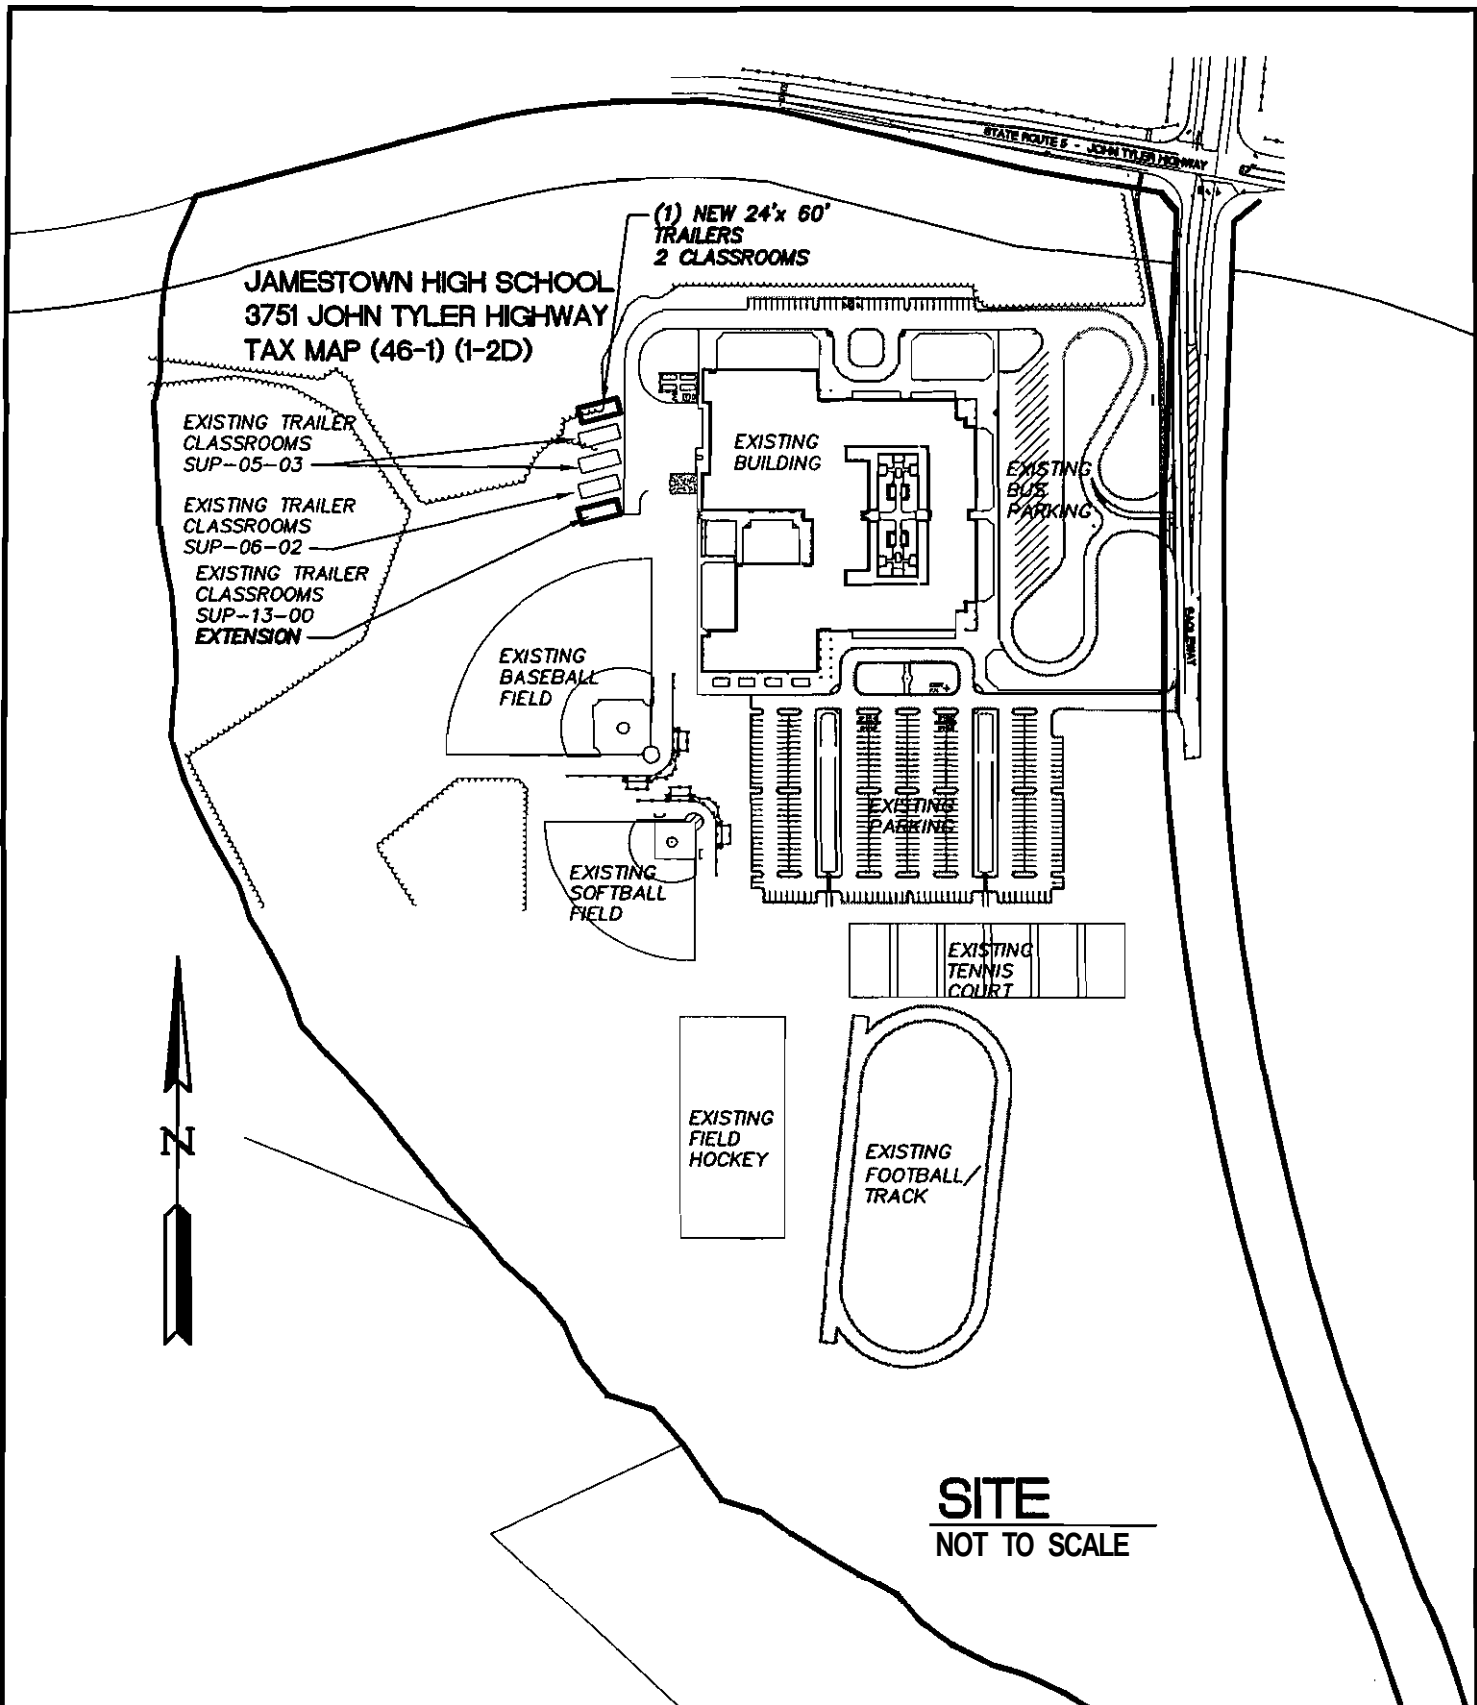 STATE ROUTE 5 - JOHN TYLER HIGHWAY
(1) NEW 24'x 60'
TRAILERS
2 CLASSROOMS
JAMESTOWN HIGH SCHOOL
3751 JOHN TYLER HIGHWAY
TAX MAP (46-1) (1-2D)
EXISTING TRAILER
CLASSROOMS
SUP-05-03
EXISTING TRAILER
CLASSROOMS
SUP-06-02
EXISTING TRAILER
CLASSROOMS
SUP-13-00
EXTENSION
EXISTING
BUILDING
EXISTING
BUS
PARKING
EXISTING
BASEBALL
FIELD
EXISTING
PARKING
EXISTING
SOFTBALL
FIELD
EXISTING
TENNIS
COURT
N
EXISTING
FIELD
HOCKEY
EXISTING
FOOTBALL/
TRACK
SITE
NOT TO SCALE